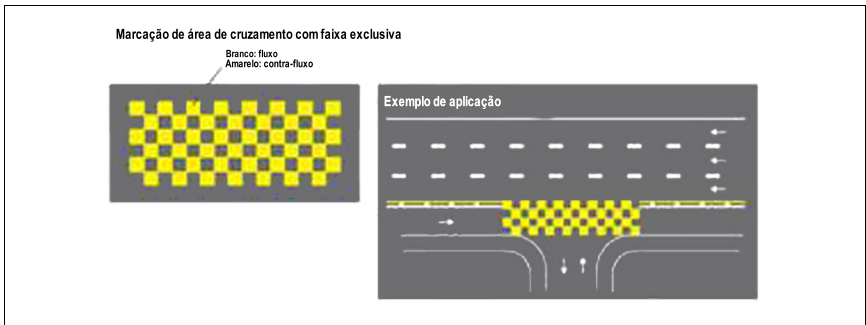 Marcação de área de cruzamento com faixa exclusiva
Branco: fluxo
Amarelo: contra-fluxo
Exemplo de aplicação